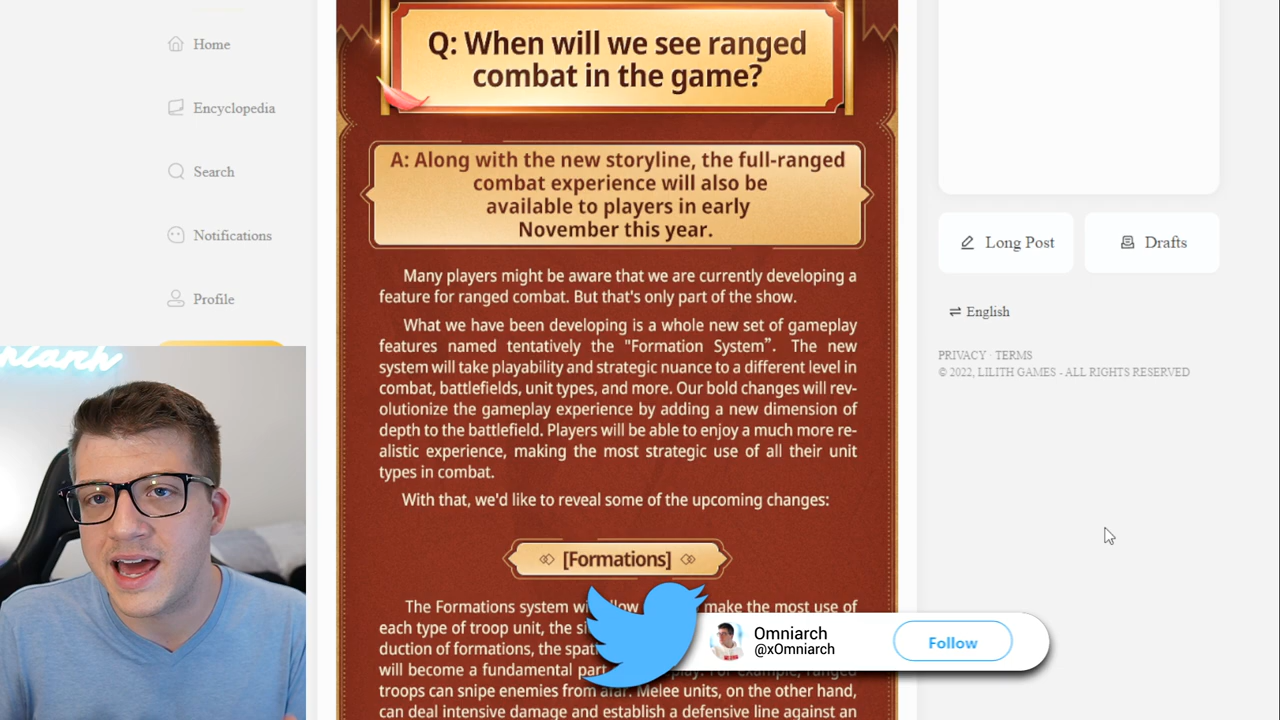 Home
Encyclopedia
Search
Notifications
Profile
Q: When will we see ranged
combat in the game?
A: Along with the new storyline, the full-ranged
combat experience will also be
available to players in early
November this year.
Many players might be aware that we are currently developing a
feature for ranged combat. But that's only part of the show.
What we have been developing is a whole new set of gameplay
features named tentatively the "Formation System”. The new
system will take playability and strategic nuance to a different level in
combat, battlefields, unit types, and more. Our bold changes will rev-
olutionize the gameplay experience by adding a new dimension of
depth to the battlefield. Players will be able to enjoy a much more re-
alistic experience, making the most strategic use of all their unit
types in combat.
With that, we'd like to reveal some of the upcoming changes:
[Formations]
The Formations system make the most use of
each type of troop unit, the
duction of formations, the
will become a fundamental part
troops can snipe enemies from afar. Melee units, on the other hand,
can deal intensive damage and establish a defensive line against an
Long Post
Drafts
English
PRIVACY · TERMS
© 2022, LILITH GAMES - ALL RIGHTS RESERVED
Omniarch
@xOmniarch
Follow